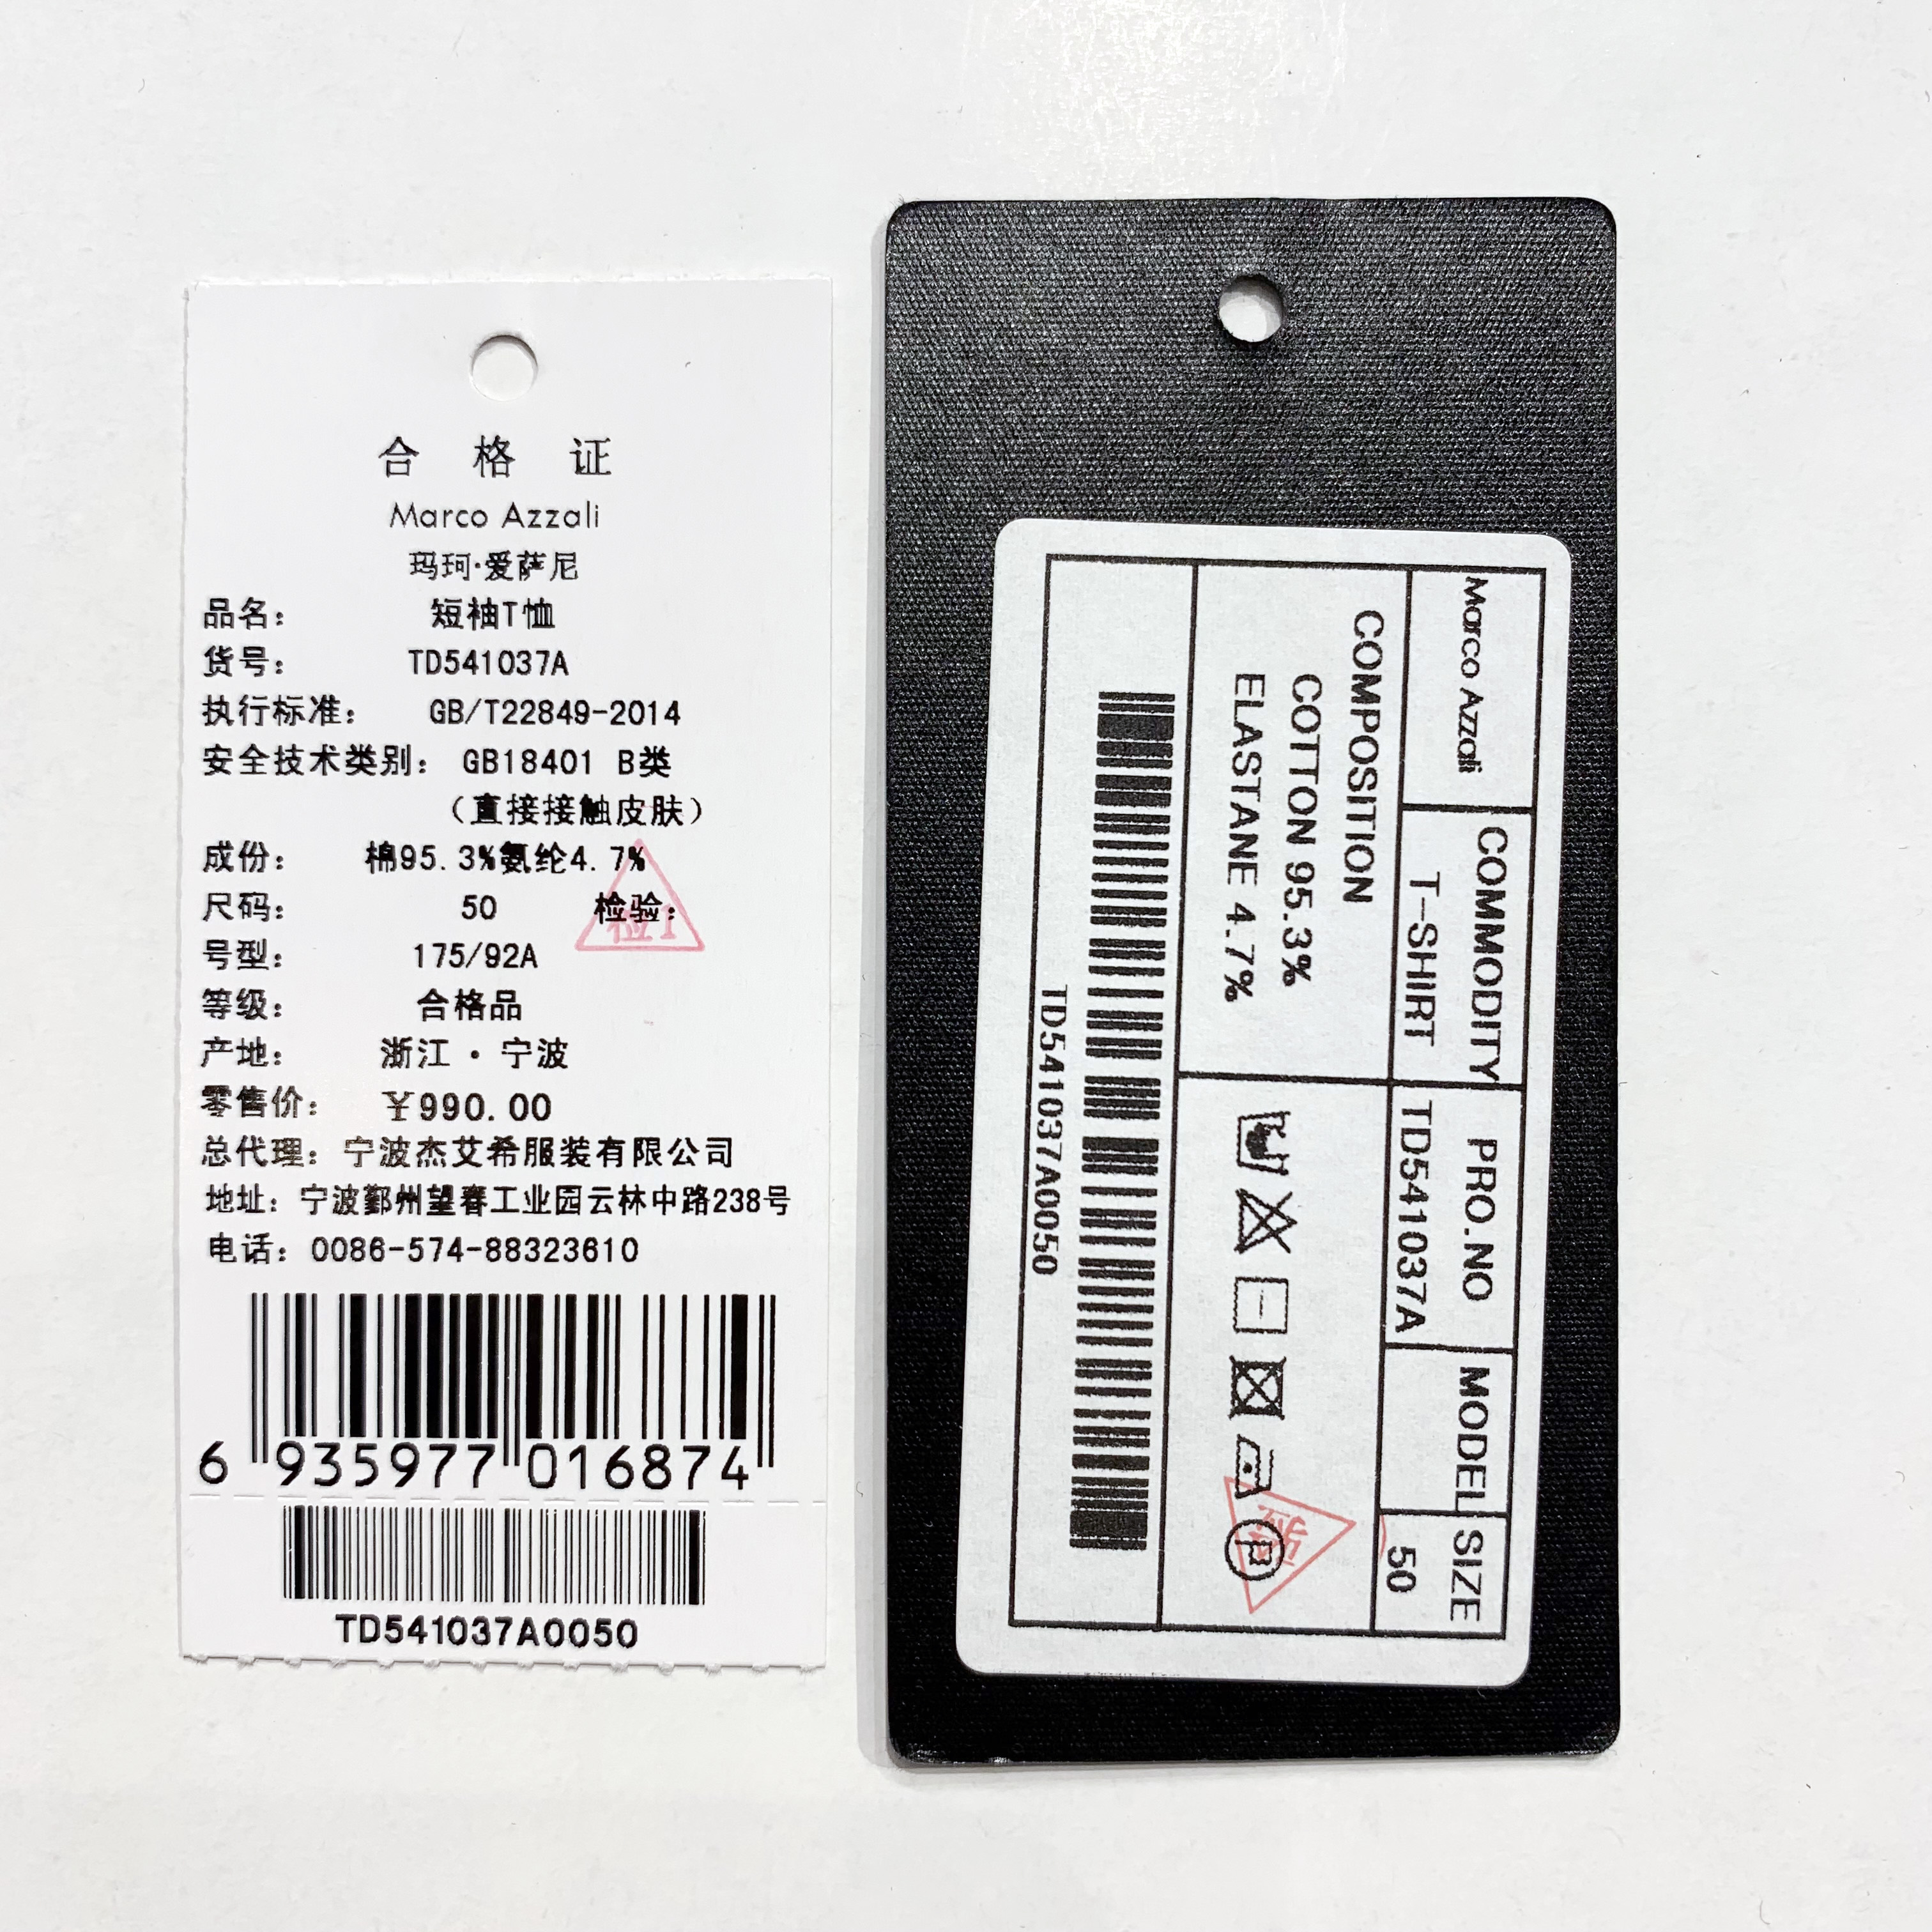 合 格 证
Marco Azzali
玛珂·爱萨尼
品名： 短袖T恤
货号： TD541037A
执行标准： GB/T22849-2014
安全技术类别： GB18401 B类
（直接接触皮肤）
成份： 棉95.3%氨纶4.7%
尺码： 50 检验：
检1
号型： 175/92A
等级： 合格品
产地： 浙江·宁波
零售价： ¥990.00
总代理：宁波杰艾希服装有限公司
地址：宁波鄞州望春工业园云林中路238号
电话：0086-574-88323610
6 935977 016874
TD541037A0050
Marco Azzali
COMMODITY
T-SHIRT
PRO.NO
TD541037A
MODEL
SIZE
50
COMPOSITION
COTTON 95.3%
ELASTANE 4.7%
P
TD541037A0050